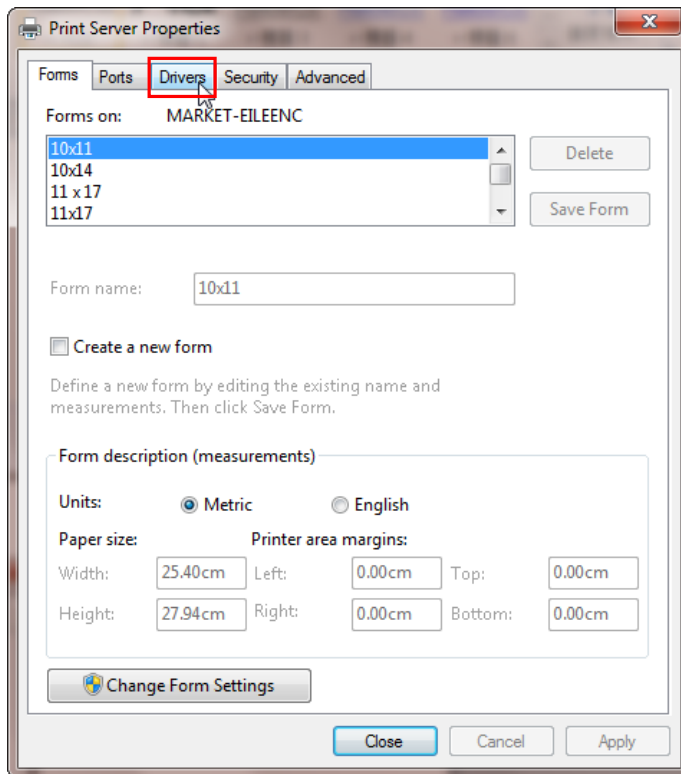 Print Server Properties
Forms Ports Drivers Security Advanced
Forms on: MARKET-EILEENC
10x11
10x14
11 x 17
11x17
Delete
Save Form
Form name: 10x11
Create a new form
Define a new form by editing the existing name and
measurements. Then click Save Form.
Form description (measurements)
Units: Metric English
Paper size: Printer area margins:
Width: 25.40cm Left: 0.00cm Top: 0.00cm
Height: 27.94cm Right: 0.00cm Bottom: 0.00cm
Change Form Settings
Close Cancel Apply